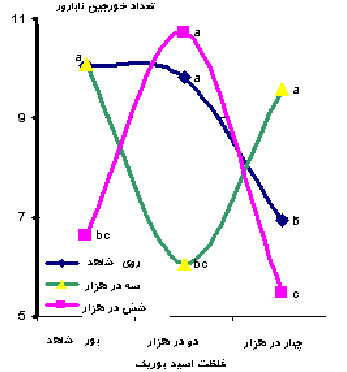 تعداد خورجین نابارور
11
a
a
a
9
7
b
bc
bc
روی شاهد
سه در هزار
شش در هزار
c
5
بور شاهد
دو در هزار
چهار در هزار
غلظت اسید بوریک